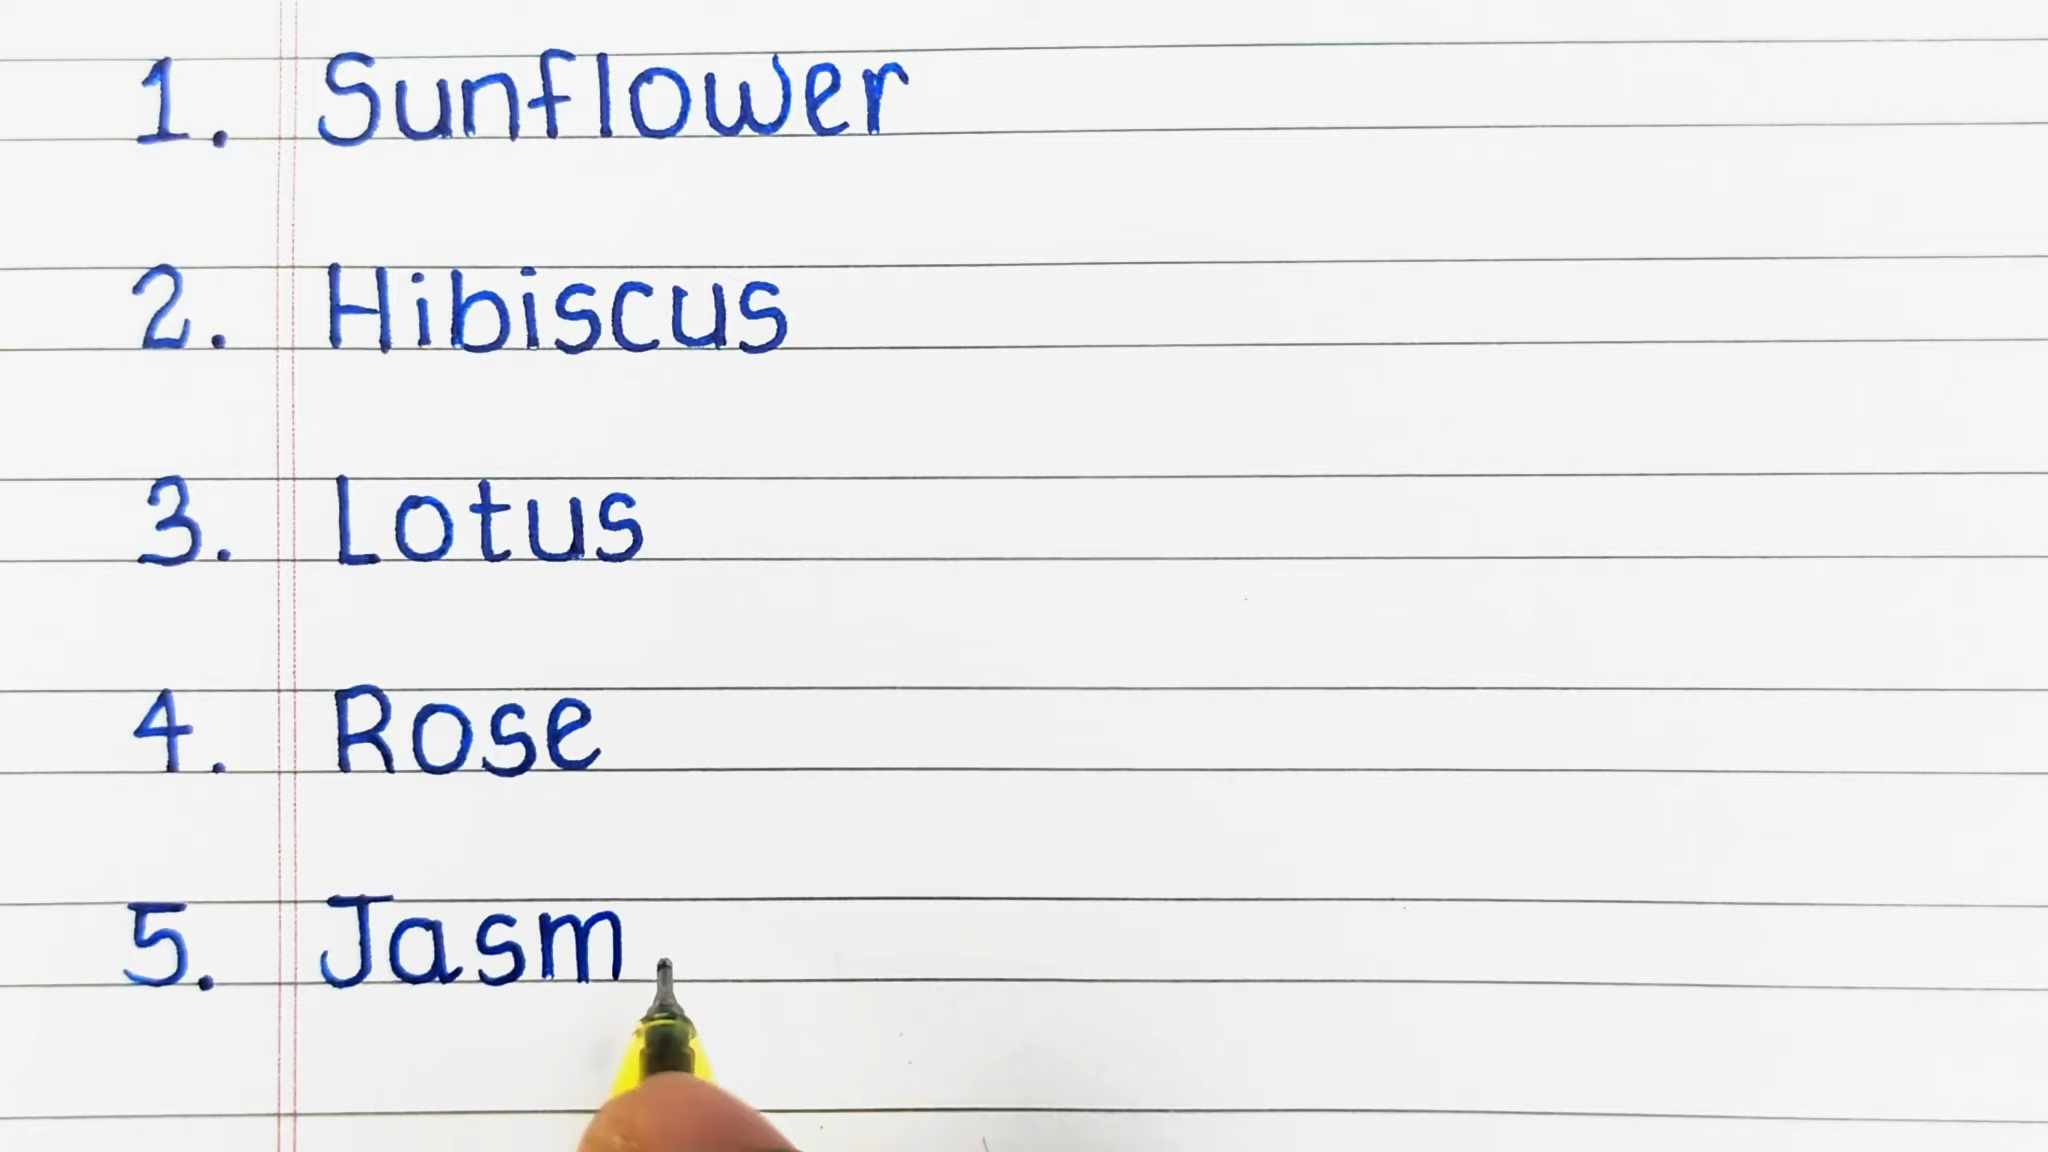 1. Sunflower
2. Hibiscus
3. Lotus
4. Rose
5. Jasm